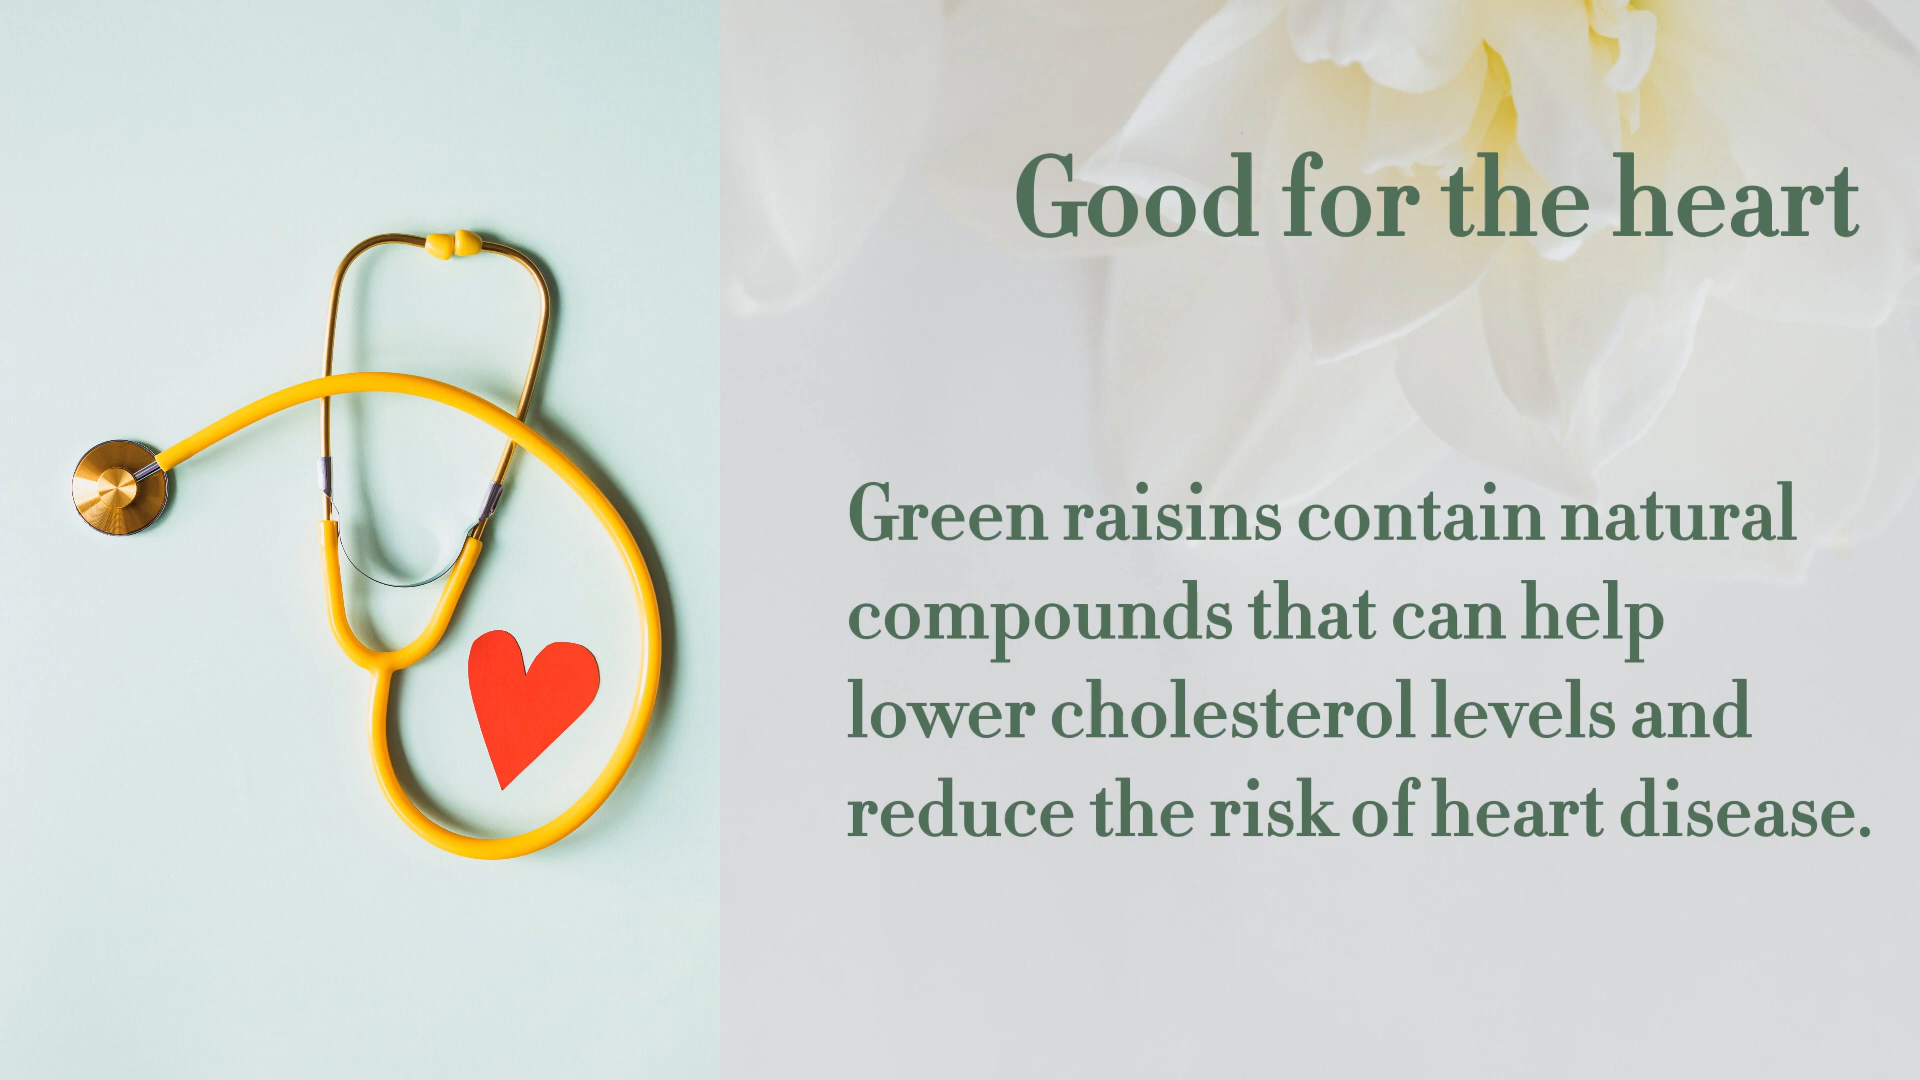 Good for the heart
Green raisins contain natural
compounds that can help
lower cholesterol levels and
reduce the risk of heart disease.